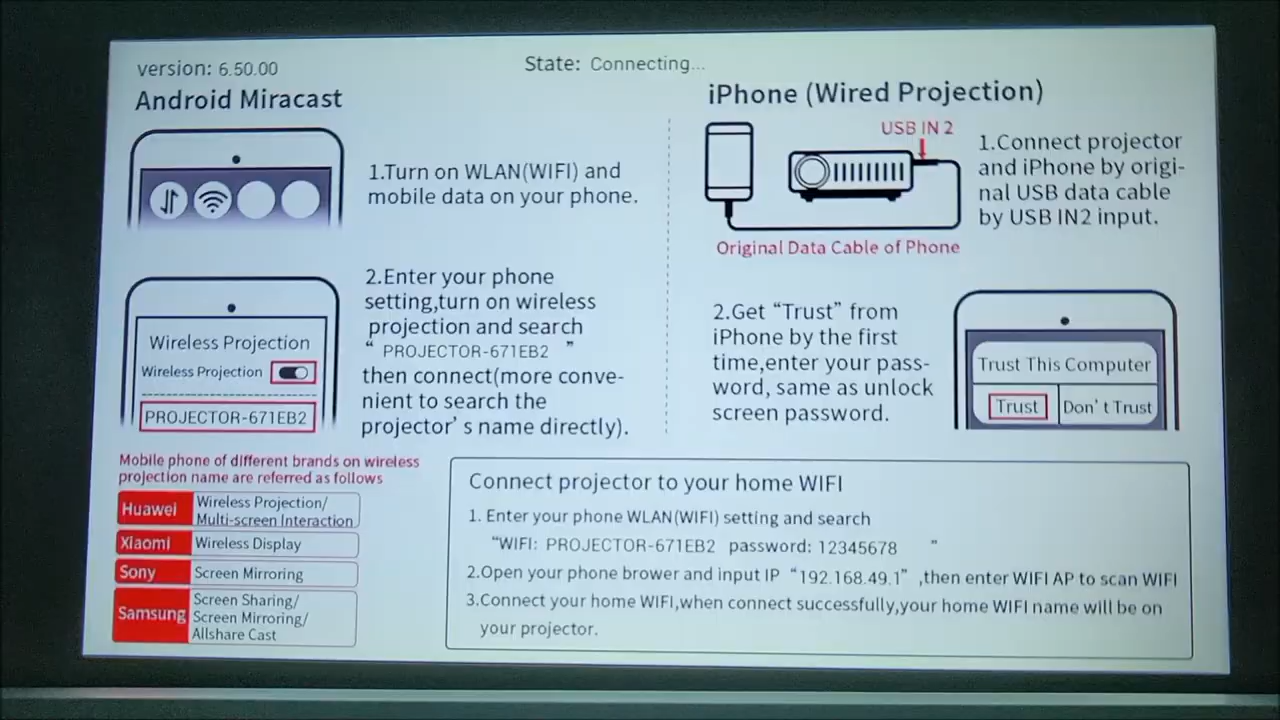 version: 6.50.00
State: Connecting...
Android Miracast
1.Turn on WLAN(WIFI) and
mobile data on your phone.
Wireless Projection
Wireless Projection
PROJECTOR-671EB2
2.Enter your phone
setting,turn on wireless
projection and search
“ PROJECTOR-671EB2 ”
then connect(more conve-
nient to search the
projector’s name directly).
Mobile phone of different brands on wireless
projection name are referred as follows
Huawei
Wireless Projection/
Multi-screen Interaction
Xiaomi Wireless Display
Sony Screen Mirroring
Samsung
Screen Sharing/
Screen Mirroring/
Allshare Cast
iPhone (Wired Projection)
USB IN 2
Original Data Cable of Phone
1.Connect projector
and iPhone by origi-
nal USB data cable
by USB IN2 input.
2.Get “Trust” from
iPhone by the first
time,enter your pass-
word, same as unlock
screen password.
Trust This Computer
Trust Don’t Trust
Connect projector to your home WIFI
1. Enter your phone WLAN(WIFI) setting and search
“WIFI: PROJECTOR-671EB2 password: 12345678 ”
2.Open your phone brower and input IP “192.168.49.1” ,then enter WIFI AP to scan WIFI
3.Connect your home WIFI,when connect successfully,your home WIFI name will be on
your projector.